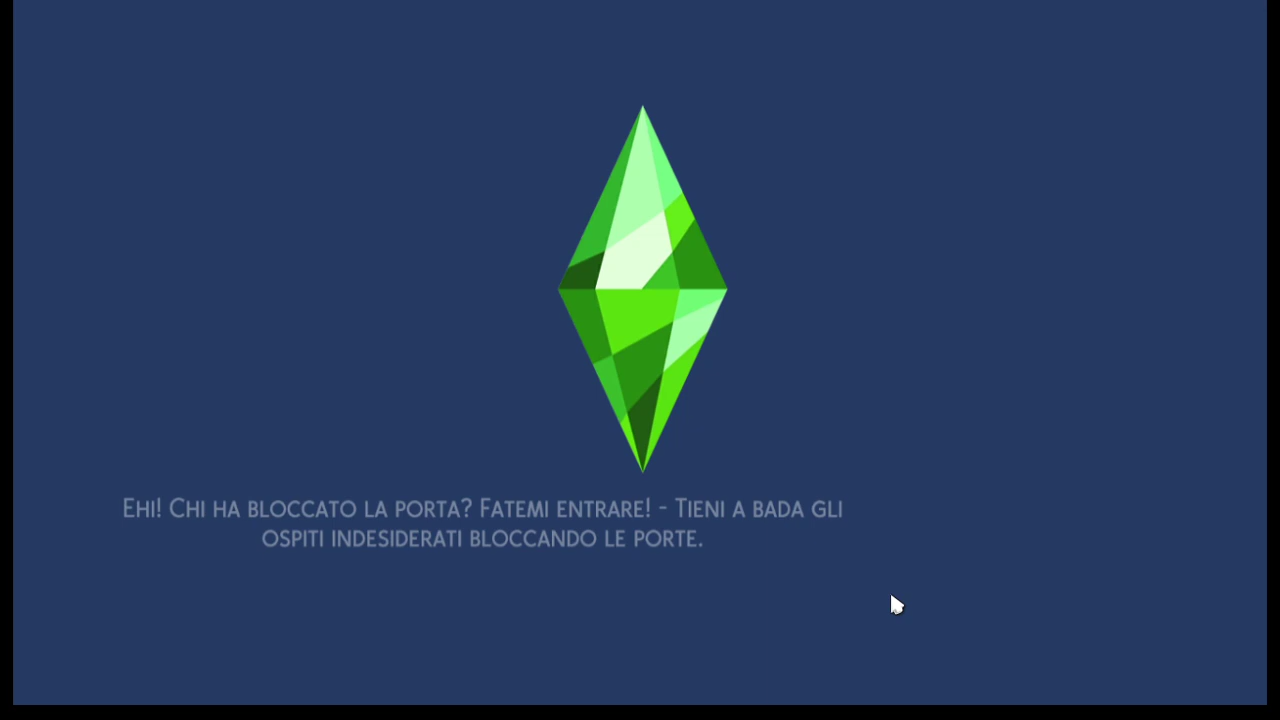 Ehi! Chi ha bloccato la porta? Fatemi entrare! - Tieni a bada gli
ospiti indesiderati bloccando le porte.